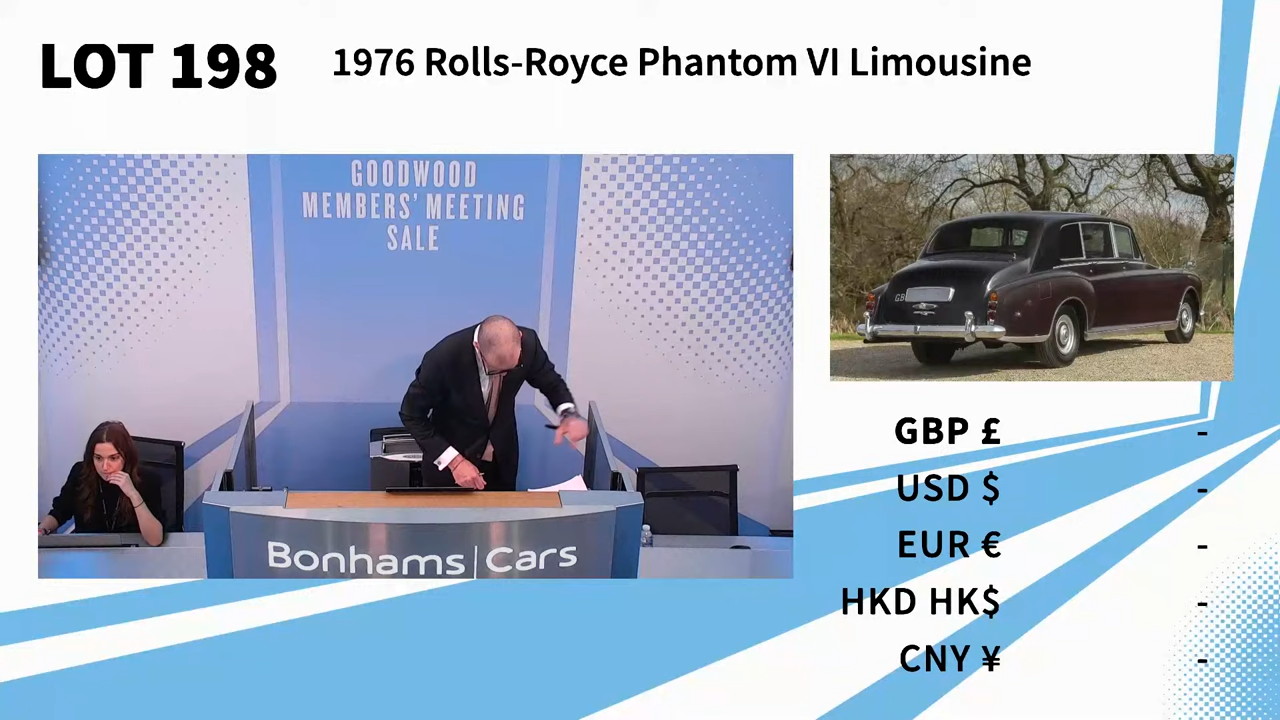 LOT 198
1976 Rolls-Royce Phantom VI Limousine
GOODWOOD
MEMBERS' MEETING
SALE
Bonhams|Cars
GB
GBP £ -
USD $ -
EUR € -
HKD HK$ -
CNY ¥ -